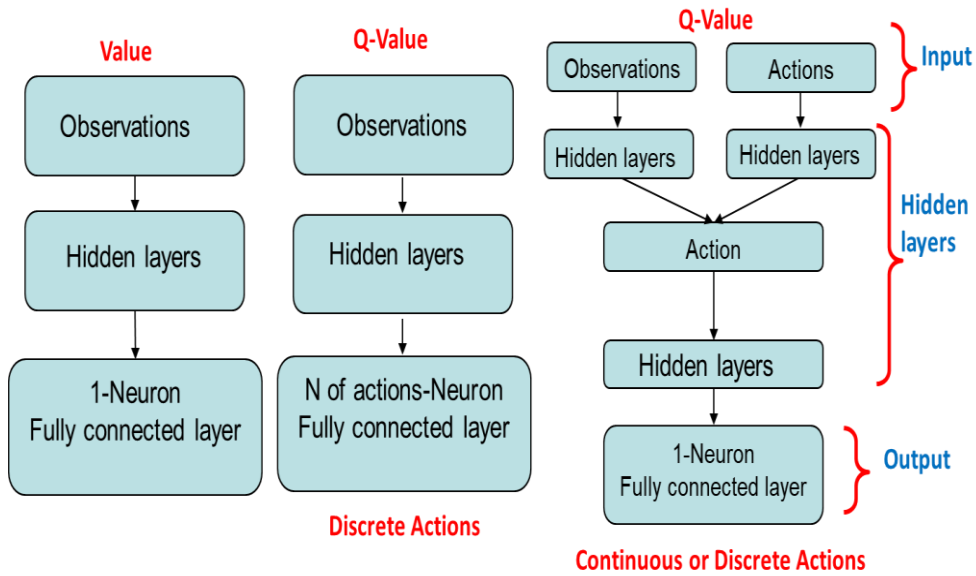 Value
Observations
Hidden layers
1-Neuron
Fully connected layer
Q-Value
Observations
Hidden layers
N of actions-Neuron
Fully connected layer
Discrete Actions
Q-Value
Observations
Actions
Input
Hidden layers
Hidden layers
Action
Hidden layers
Hidden
layers
1-Neuron
Fully connected layer
Output
Continuous or Discrete Actions